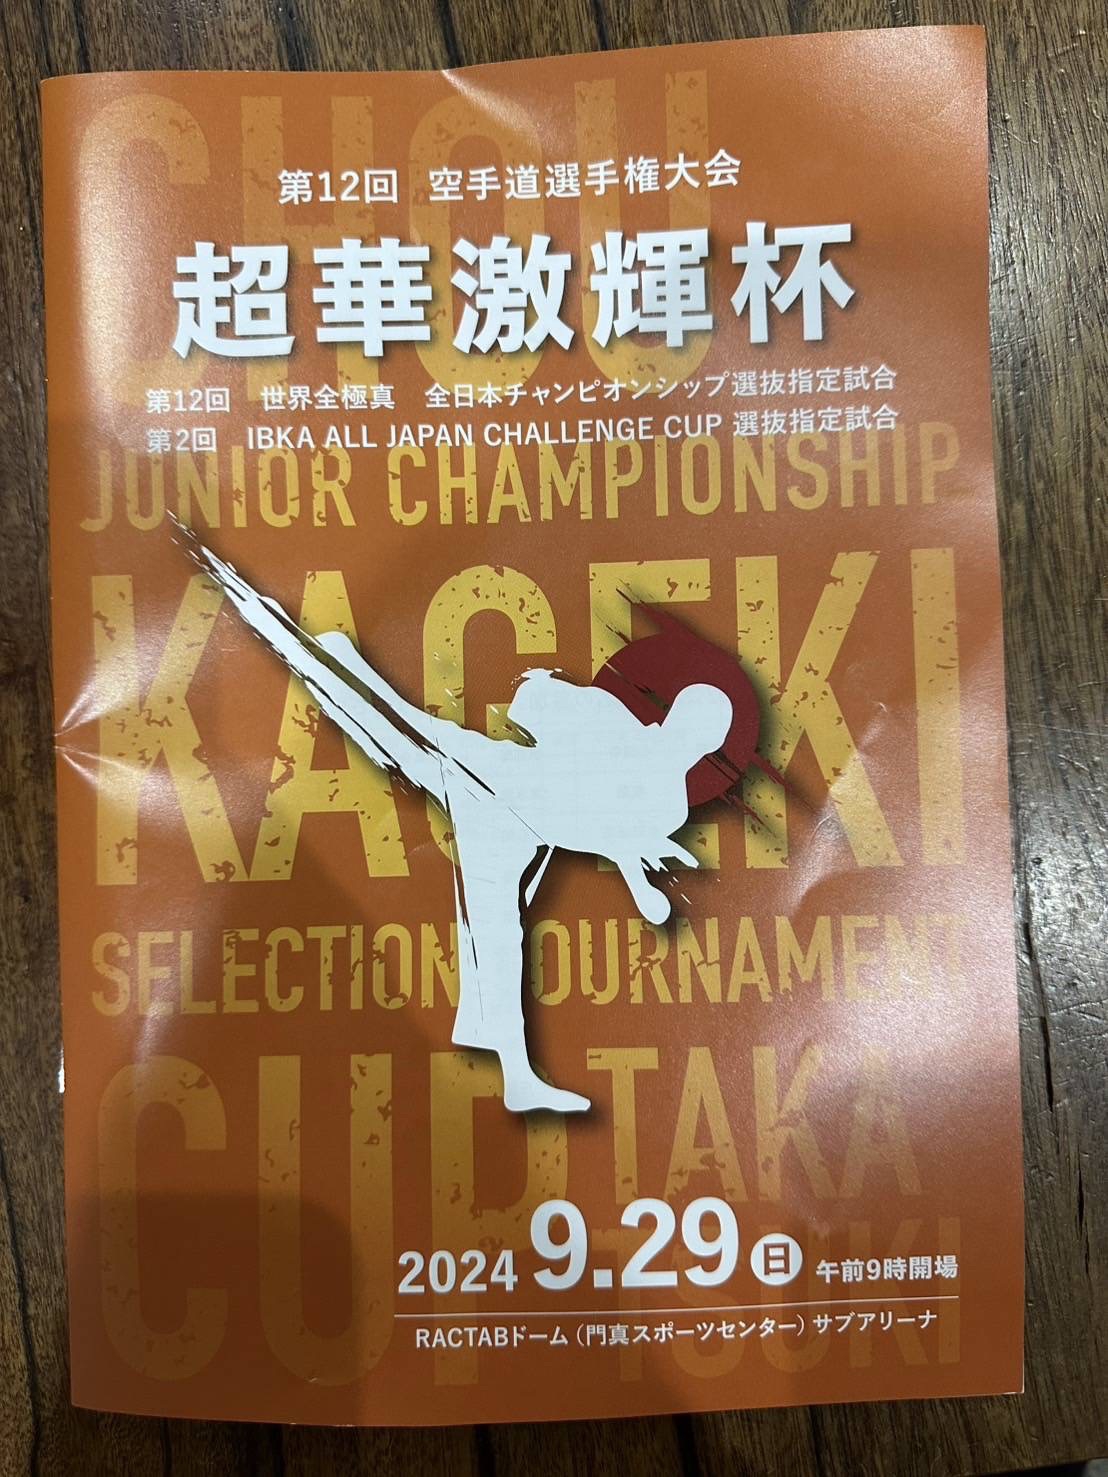 第12回 空手道選手権大会
超華激輝杯
第12回 世界全極真 全日本チャンピオンシップ選抜指定試合
第2回 IBKA ALL JAPAN CHALLENGE CUP 選抜指定試合
CHOU
JUNIOR CHAMPIONSHIP
KAGEKI
SELECTION TOURNAMENT
CUP TAKA
TSUKI
2024 9.29 日 午前9時開場
RACTABドーム（門真スポーツセンター）サブアリーナ